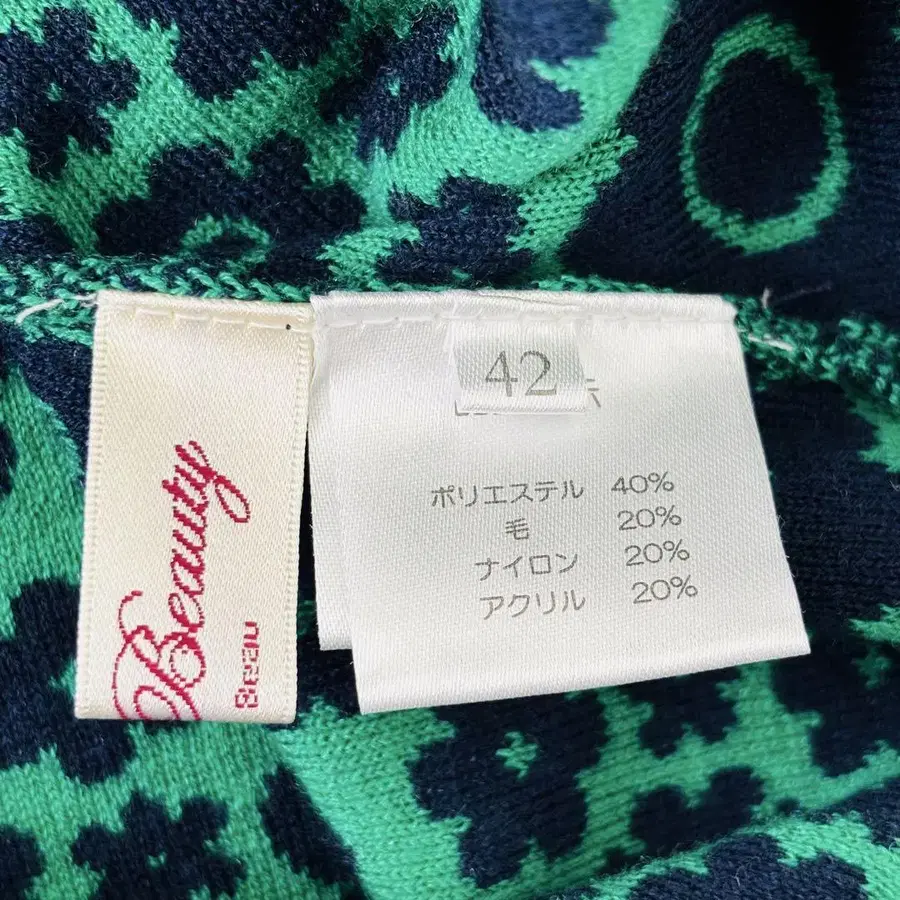 Beauty
Beau
42
ポリエステル 40%
毛 20%
ナイロン 20%
アクリル 20%